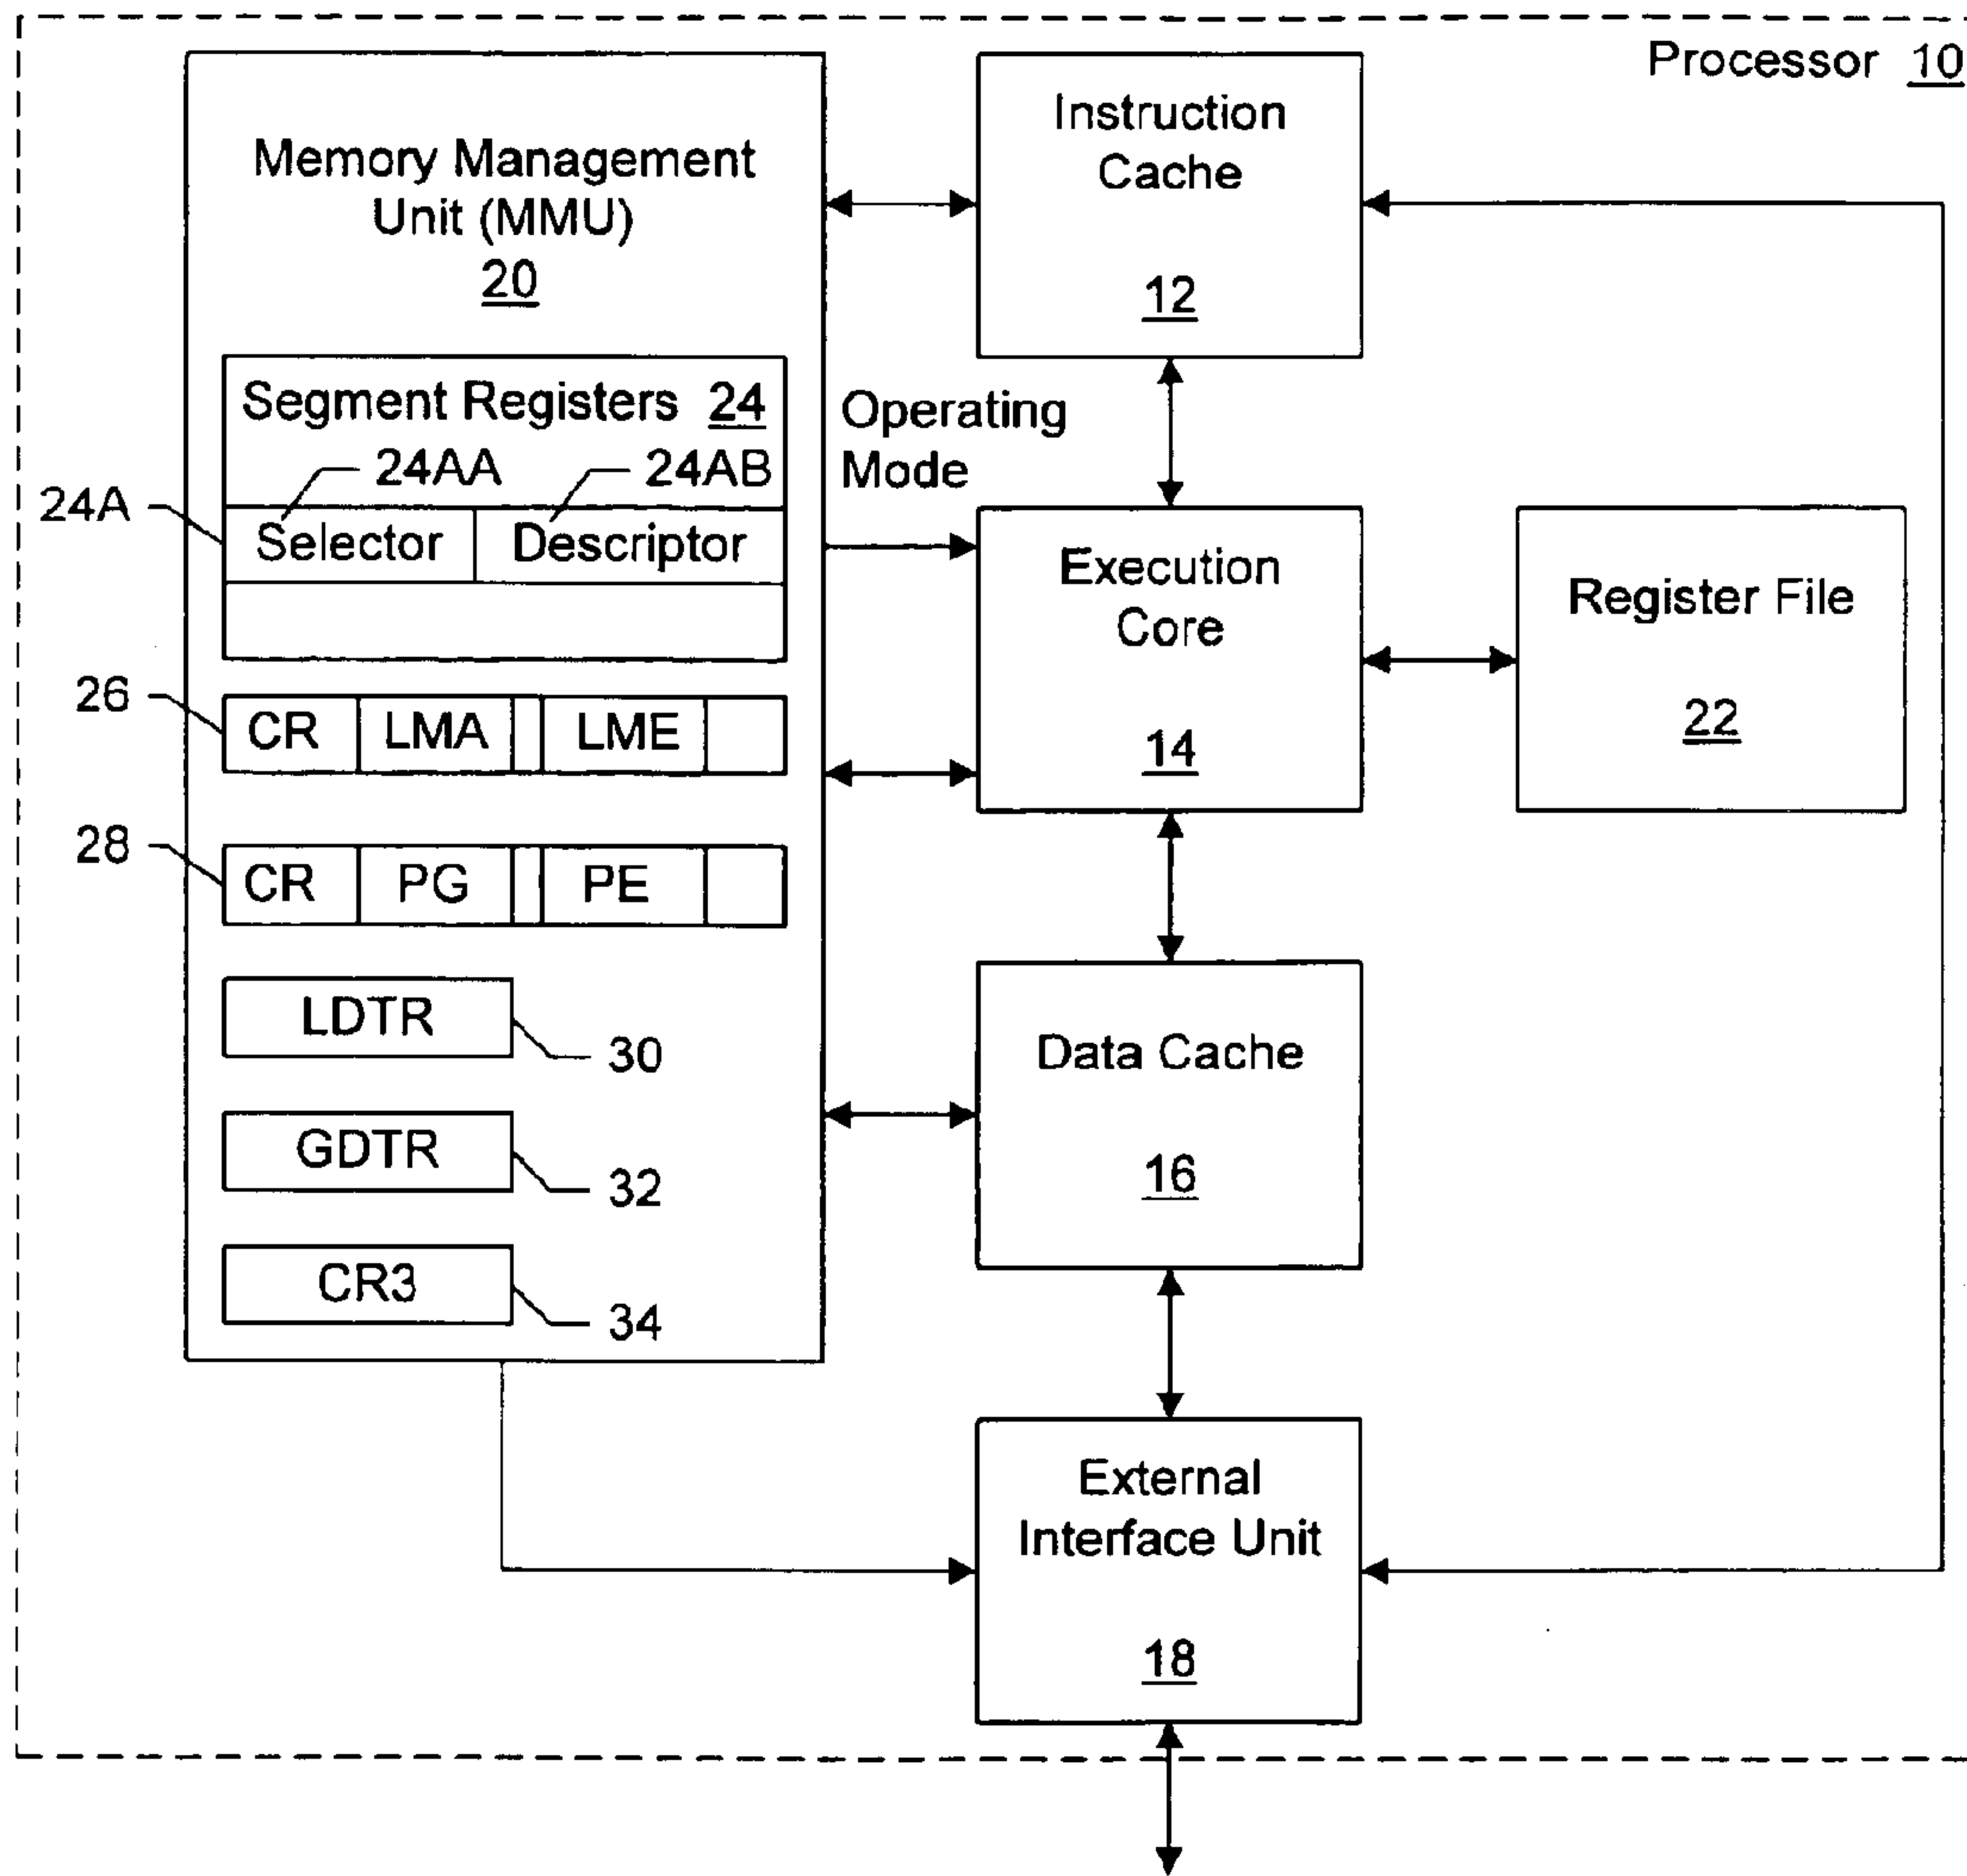 Processor 10
Memory Management
Unit (MMU)
20
Segment Registers 24
24AA
24AB
24A
Selector
Descriptor
26
CR
LMA
LME
28
CR
PG
PE
LDTR
30
GDTR
32
CR3
34
Operating
Mode
Instruction
Cache
12
Execution
Core
14
Register File
22
Data Cache
16
External
Interface Unit
18